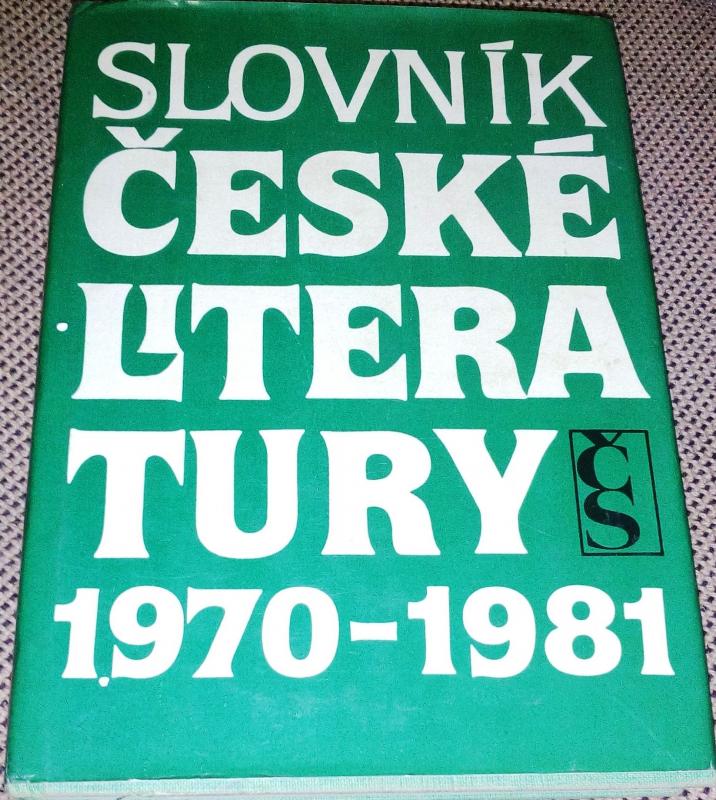 SLOVNÍK
ČESKÉ
LITERA
TURY
ČS
1970-1981